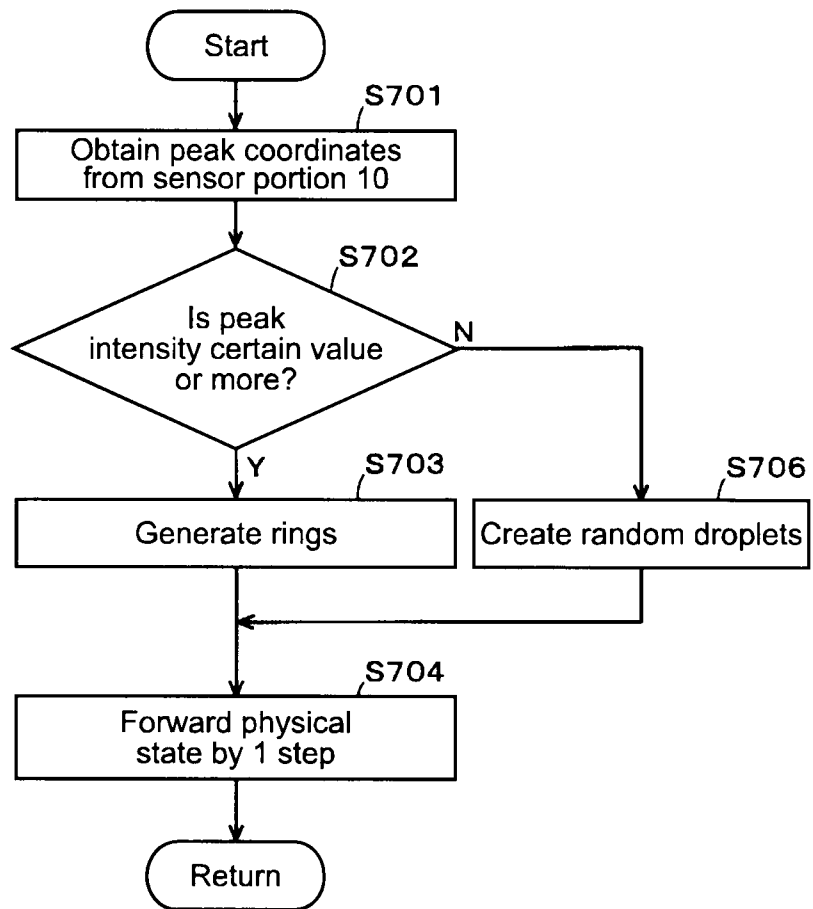 Start
S701
Obtain peak coordinates
from sensor portion 10
S702
Is peak
intensity certain value
or more?
N
Y
S703
Generate rings
S706
Create random droplets
S704
Forward physical
state by 1 step
Return